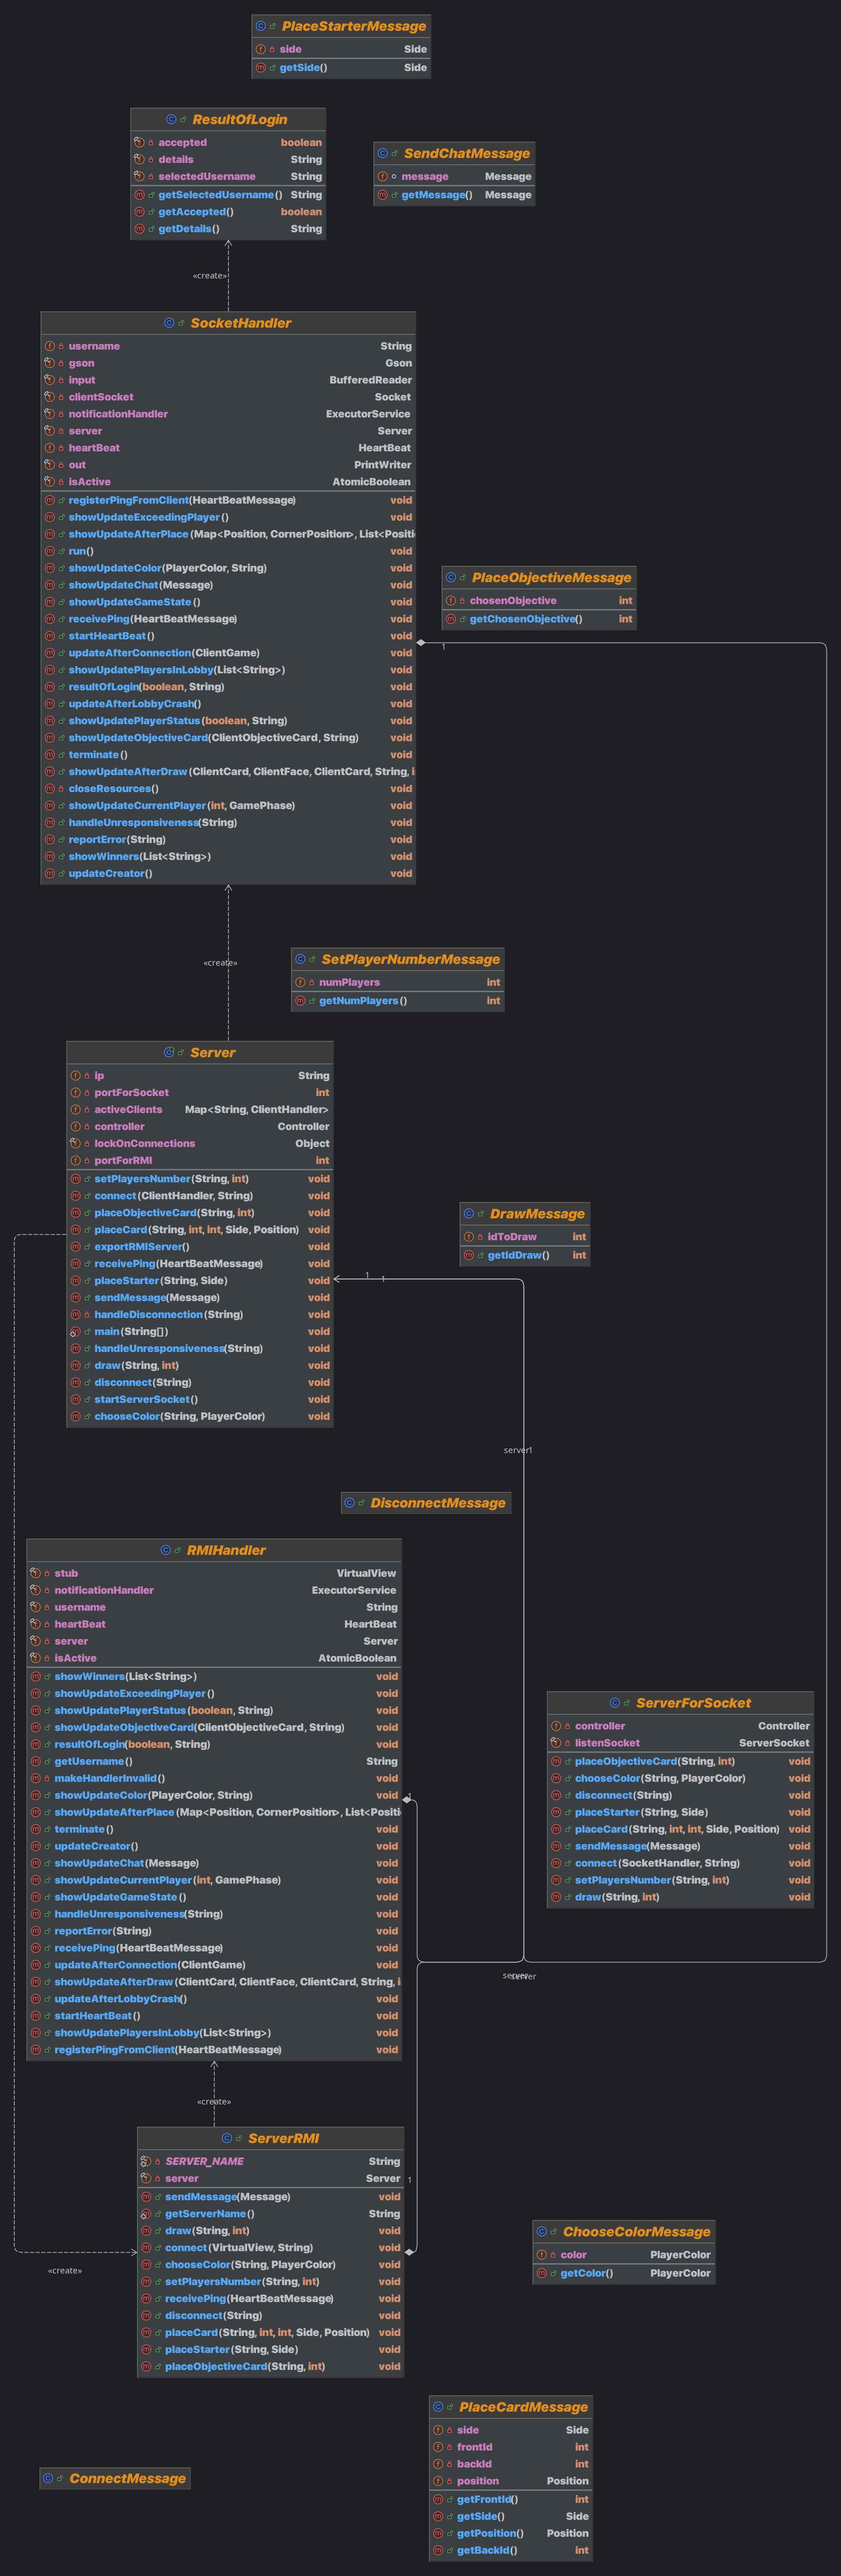 PlaceStarterMessage
side Side
getSide() Side
ResultOfLogin
accepted boolean
details String
selectedUsername String
getSelectedUsername() String
getAccepted() boolean
getDetails() String
SendChatMessage
message Message
getMessage() Message
«create»
SocketHandler
username String
gson Gson
input BufferedReader
clientSocket Socket
notificationHandler ExecutorService
server Server
heartBeat HeartBeat
out PrintWriter
isActive AtomicBoolean
registerPingFromClient(HeartBeatMessage) void
showUpdateExceedingPlayer() void
showUpdateAfterPlace(Map<Position, CornerPosition>, List<Positi
run() void
showUpdateColor(PlayerColor, String) void
showUpdateChat(Message) void
showUpdateGameState() void
receivePing(HeartBeatMessage) void
startHeartBeat() void
updateAfterConnection(ClientGame) void
showUpdatePlayersInLobby(List<String>) void
resultOfLogin(boolean, String) void
updateAfterLobbyCrash() void
showUpdatePlayerStatus(boolean, String) void
showUpdateObjectiveCard(ClientObjectiveCard, String) void
terminate() void
showUpdateAfterDraw(ClientCard, ClientFace, ClientCard, String, i
closeResources() void
showUpdateCurrentPlayer(int, GamePhase) void
handleUnresponsiveness(String) void
reportError(String) void
showWinners(List<String>) void
updateCreator() void
PlaceObjectiveMessage
chosenObjective int
getChosenObjective() int
1
«create»
SetPlayerNumberMessage
numPlayers int
getNumPlayers() int
Server
ip String
portForSocket int
activeClients Map<String, ClientHandler>
controller Controller
lockOnConnections Object
portForRMI int
setPlayersNumber(String, int) void
connect(ClientHandler, String) void
placeObjectiveCard(String, int) void
placeCard(String, int, int, Side, Position) void
exportRMIServer() void
receivePing(HeartBeatMessage) void
placeStarter(String, Side) void
sendMessage(Message) void
handleDisconnection(String) void
main(String[]) void
handleUnresponsiveness(String) void
draw(String, int) void
disconnect(String) void
startServerSocket() void
chooseColor(String, PlayerColor) void
DrawMessage
idToDraw int
getIdDraw() int
1
1
server1
DisconnectMessage
RMIHandler
stub VirtualView
notificationHandler ExecutorService
username String
heartBeat HeartBeat
server Server
isActive AtomicBoolean
showWinners(List<String>) void
showUpdateExceedingPlayer() void
showUpdatePlayerStatus(boolean, String) void
showUpdateObjectiveCard(ClientObjectiveCard, String) void
resultOfLogin(boolean, String) void
getUsername() String
makeHandlerInvalid() void
showUpdateColor(PlayerColor, String) void
showUpdateAfterPlace(Map<Position, CornerPosition>, List<Positi
terminate() void
updateCreator() void
showUpdateChat(Message) void
showUpdateCurrentPlayer(int, GamePhase) void
showUpdateGameState() void
handleUnresponsiveness(String) void
reportError(String) void
receivePing(HeartBeatMessage) void
updateAfterConnection(ClientGame) void
showUpdateAfterDraw(ClientCard, ClientFace, ClientCard, String, i
updateAfterLobbyCrash() void
startHeartBeat() void
showUpdatePlayersInLobby(List<String>) void
registerPingFromClient(HeartBeatMessage) void
1
ServerForSocket
controller Controller
listenSocket ServerSocket
placeObjectiveCard(String, int) void
chooseColor(String, PlayerColor) void
disconnect(String) void
placeStarter(String, Side) void
placeCard(String, int, int, Side, Position) void
sendMessage(Message) void
connect(SocketHandler, String) void
setPlayersNumber(String, int) void
draw(String, int) void
server
server
«create»
ServerRMI
SERVER_NAME String
server Server
sendMessage(Message) void
getServerName() String
draw(String, int) void
connect(VirtualView, String) void
chooseColor(String, PlayerColor) void
setPlayersNumber(String, int) void
receivePing(HeartBeatMessage) void
disconnect(String) void
placeCard(String, int, int, Side, Position) void
placeStarter(String, Side) void
placeObjectiveCard(String, int) void
1
«create»
ChooseColorMessage
color PlayerColor
getColor() PlayerColor
PlaceCardMessage
side Side
frontId int
backId int
position Position
getFrontId() int
getSide() Side
getPosition() Position
getBackId() int
ConnectMessage